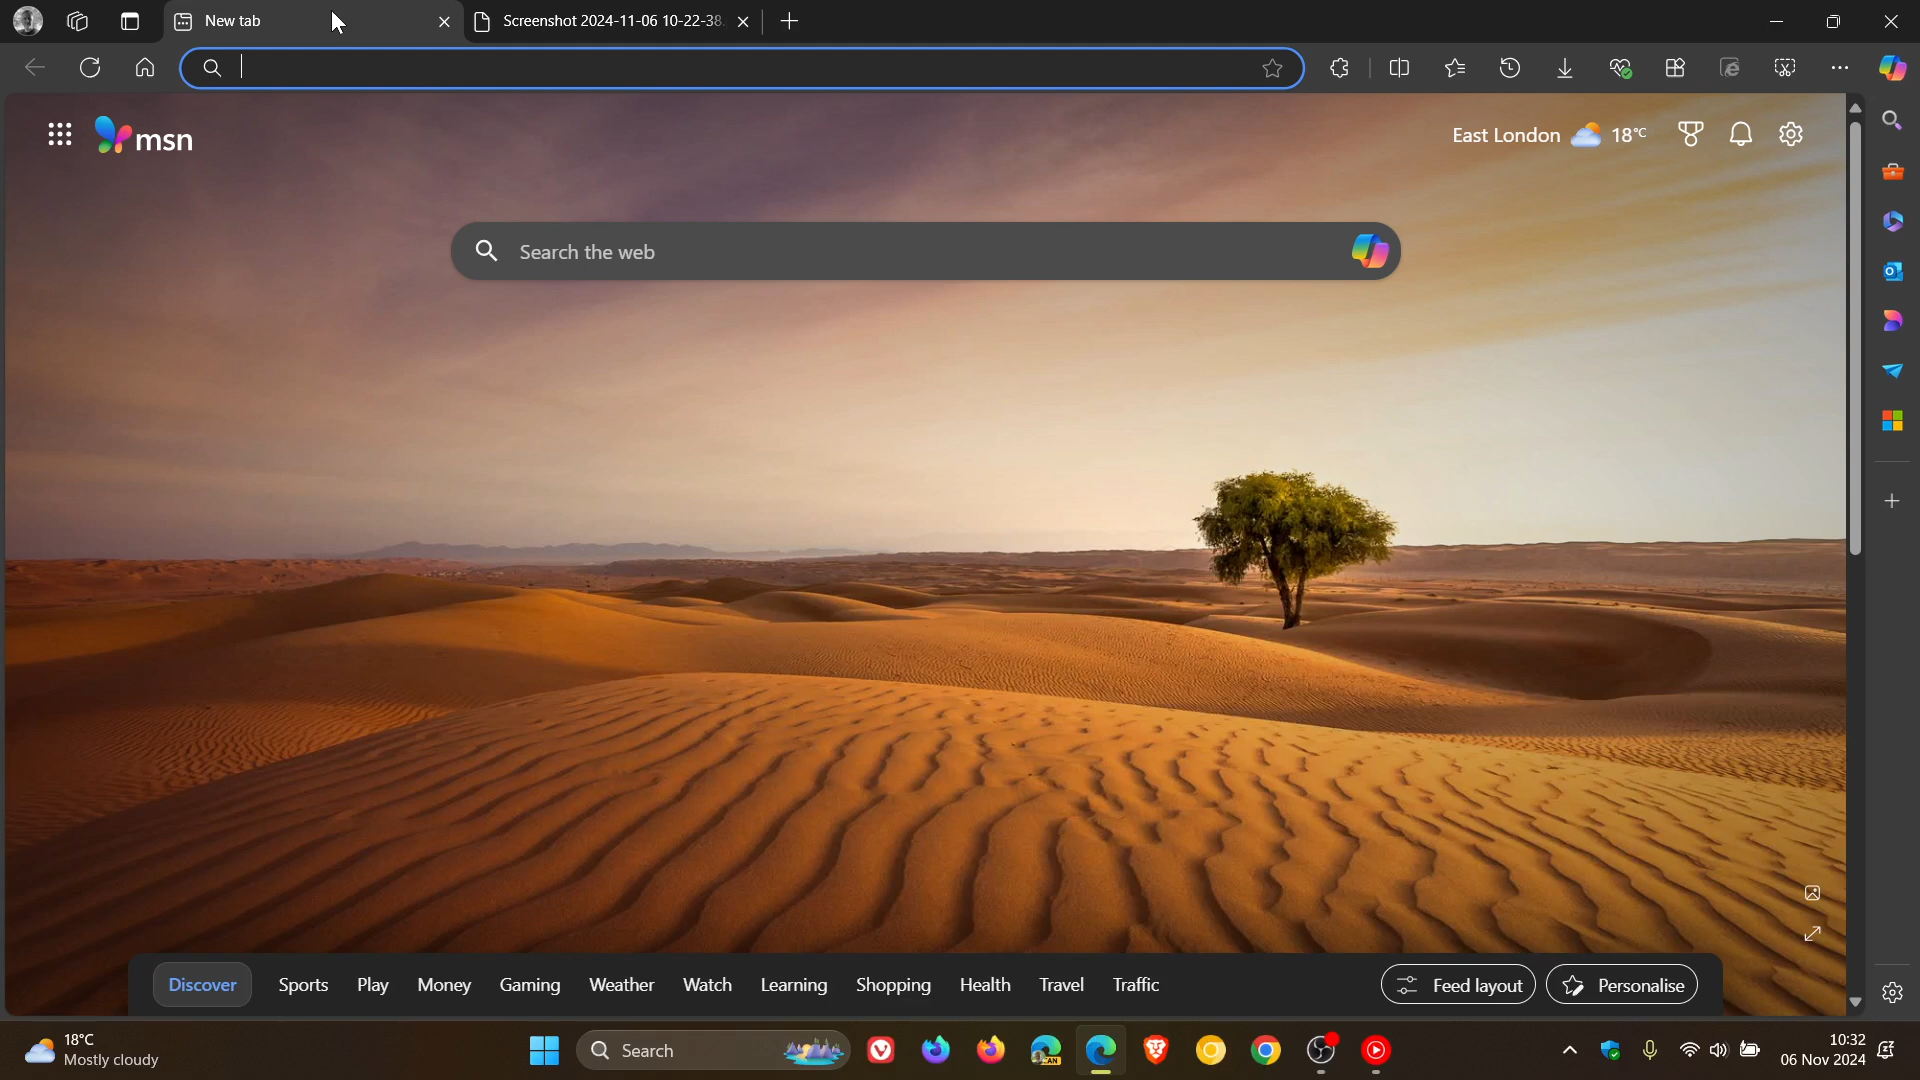 New tab
Screenshot 2024-11-06 10-22-38.
msn
East London
18°C
Search the web
Discover
Sports
Play
Money
Gaming
Weather
Watch
Learning
Shopping
Health
Travel
Traffic
Feed layout
Personalise
18°C
Mostly cloudy
Search
CAN
10:32
06 Nov 2024